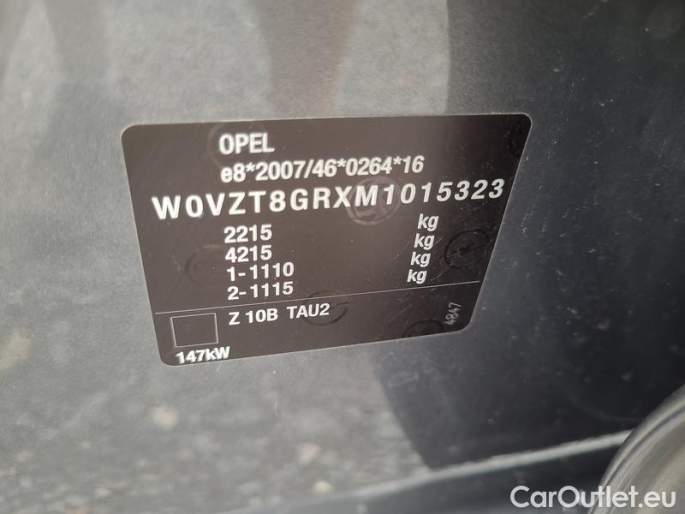 OPEL
e8*2007/46*0264*16
W0VZT8GRXM1015323
2215 kg
4215 kg
1-1110 kg
2-1115 kg
Z 10B TAU2
147kW
4847
CarOutlet.eu